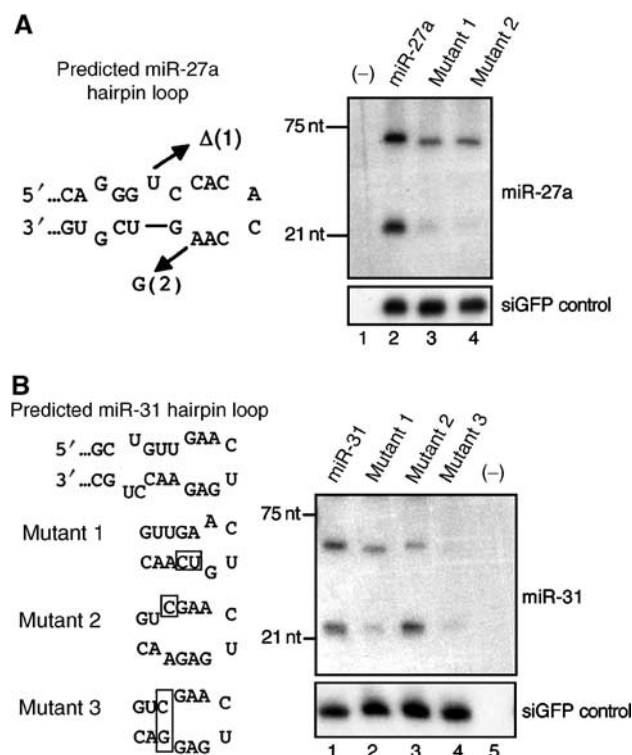 A
Predicted miR-27a
hairpin loop
Δ(1)
5′...CA G GG U C CAC A
3′...GU G CU – G AAC C
G(2)
(–) miR-27a Mutant 1 Mutant 2
75 nt
21 nt
miR-27a
siGFP control
1 2 3 4
B
Predicted miR-31 hairpin loop
5′...GC U GUU GAA C
3′...CG UC CAA GAG U
Mutant 1
GUUGA A C
CAACU G U
Mutant 2
GU C GAA C
CA AGAG U
Mutant 3
GUC GAA C
CAG GAG U
miR-31 Mutant 1 Mutant 2 Mutant 3 (–)
75 nt
21 nt
miR-31
siGFP control
1 2 3 4 5